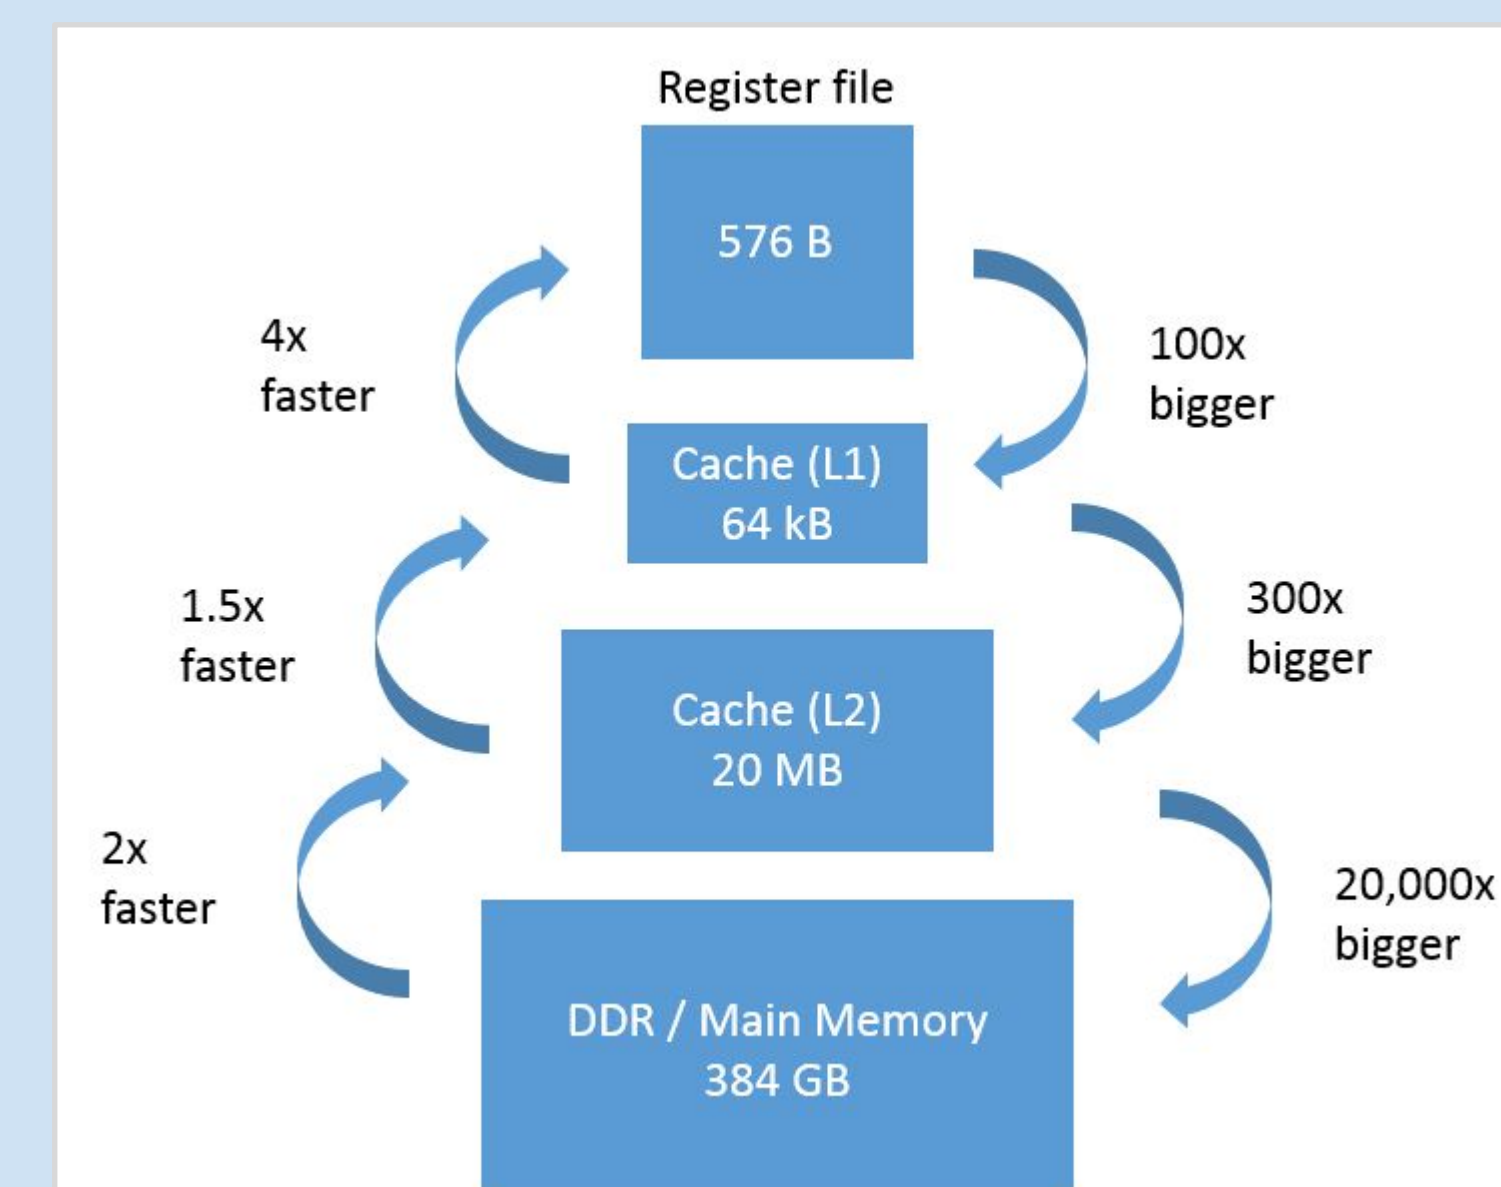 Register file
576 B
4x
faster
100x
bigger
Cache (L1)
64 kB
1.5x
faster
300x
bigger
Cache (L2)
20 MB
2x
faster
20,000x
bigger
DDR / Main Memory
384 GB